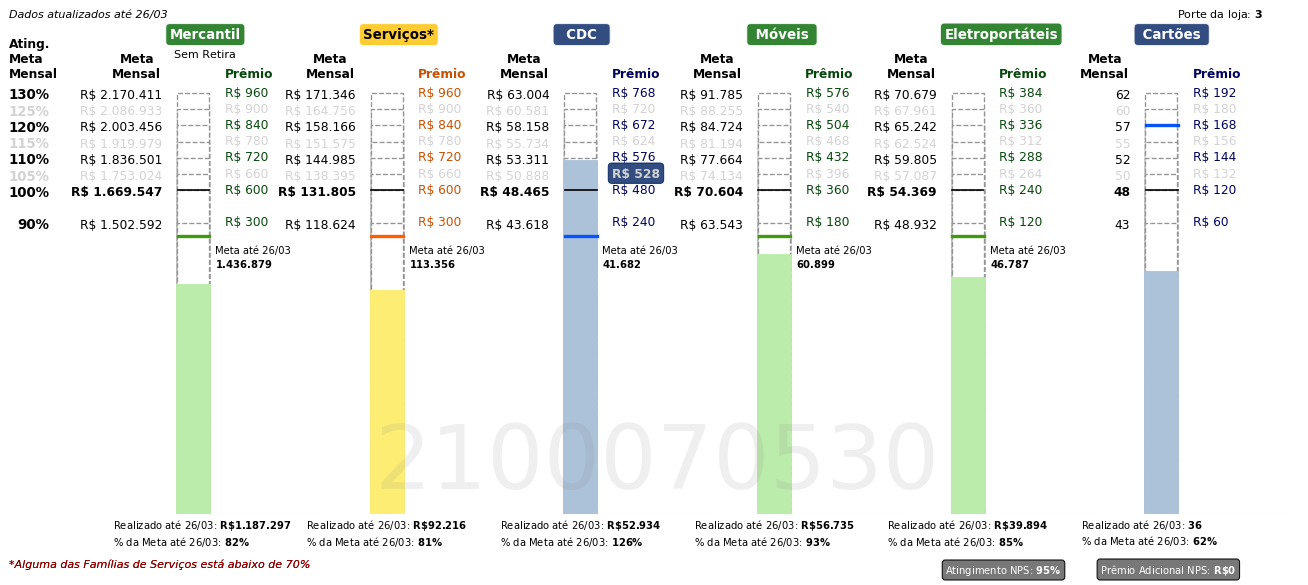 Dados atualizados até 26/03 Porte da loja: 3
Mercantil Serviços* CDC Móveis Eletroportáteis Cartões
Sem Retira
Ating. Meta Mensal
Meta Mensal Prêmio Meta Mensal Prêmio Meta Mensal Prêmio Meta Mensal Prêmio Meta Mensal Prêmio Meta Mensal Prêmio
130% R$ 2.170.411 R$ 960 R$ 171.346 R$ 960 R$ 63.004 R$ 768 R$ 91.785 R$ 576 R$ 70.679 R$ 384 62 R$ 192
125% R$ 2.086.933 R$ 900 R$ 164.756 R$ 900 R$ 60.581 R$ 720 R$ 88.255 R$ 540 R$ 67.961 R$ 360 60 R$ 180
120% R$ 2.003.456 R$ 840 R$ 158.166 R$ 840 R$ 58.158 R$ 672 R$ 84.724 R$ 504 R$ 65.242 R$ 336 57 R$ 168
115% R$ 1.919.979 R$ 780 R$ 151.575 R$ 780 R$ 55.734 R$ 624 R$ 81.194 R$ 468 R$ 62.524 R$ 312 55 R$ 156
110% R$ 1.836.501 R$ 720 R$ 144.985 R$ 720 R$ 53.311 R$ 576 R$ 77.664 R$ 432 R$ 59.805 R$ 288 52 R$ 144
105% R$ 1.753.024 R$ 660 R$ 138.395 R$ 660 R$ 50.888 R$ 528 R$ 74.134 R$ 396 R$ 57.087 R$ 264 50 R$ 132
100% R$ 1.669.547 R$ 600 R$ 131.805 R$ 600 R$ 48.465 R$ 480 R$ 70.604 R$ 360 R$ 54.369 R$ 240 48 R$ 120
90% R$ 1.502.592 R$ 300 R$ 118.624 R$ 300 R$ 43.618 R$ 240 R$ 63.543 R$ 180 R$ 48.932 R$ 120 43 R$ 60
Meta até 26/03 Meta até 26/03 Meta até 26/03 Meta até 26/03 Meta até 26/03
1.436.879 113.356 41.682 60.899 46.787
2100070530
Realizado até 26/03: R$1.187.297 Realizado até 26/03: R$92.216 Realizado até 26/03: R$52.934 Realizado até 26/03: R$56.735 Realizado até 26/03: R$39.894 Realizado até 26/03: 36
% da Meta até 26/03: 82% % da Meta até 26/03: 81% % da Meta até 26/03: 126% % da Meta até 26/03: 93% % da Meta até 26/03: 85% % da Meta até 26/03: 62%
*Alguma das Famílias de Serviços está abaixo de 70% Atingimento NPS: 95% Prêmio Adicional NPS: R$0